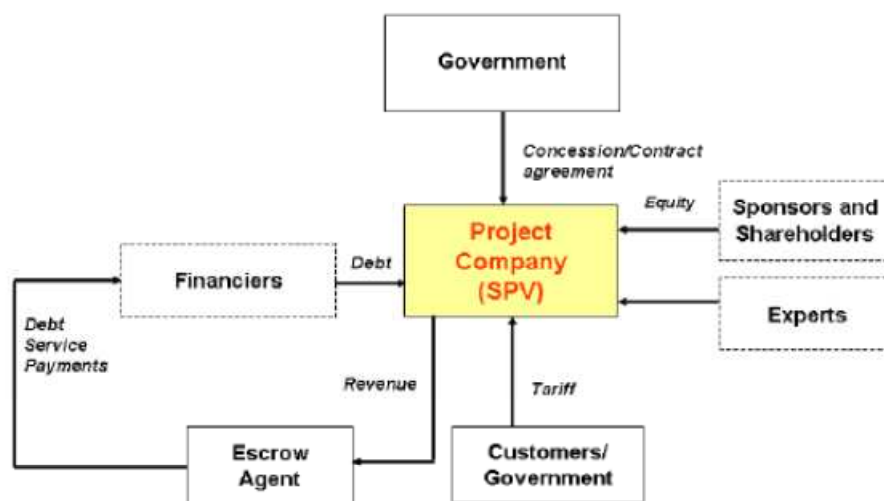 Government
Concession/Contract
agreement
Equity
Sponsors and
Shareholders
Project
Company
(SPV)
Financiers
Debt
Experts
Debt
Service
Payments
Revenue
Tariff
Escrow
Agent
Customers/
Government